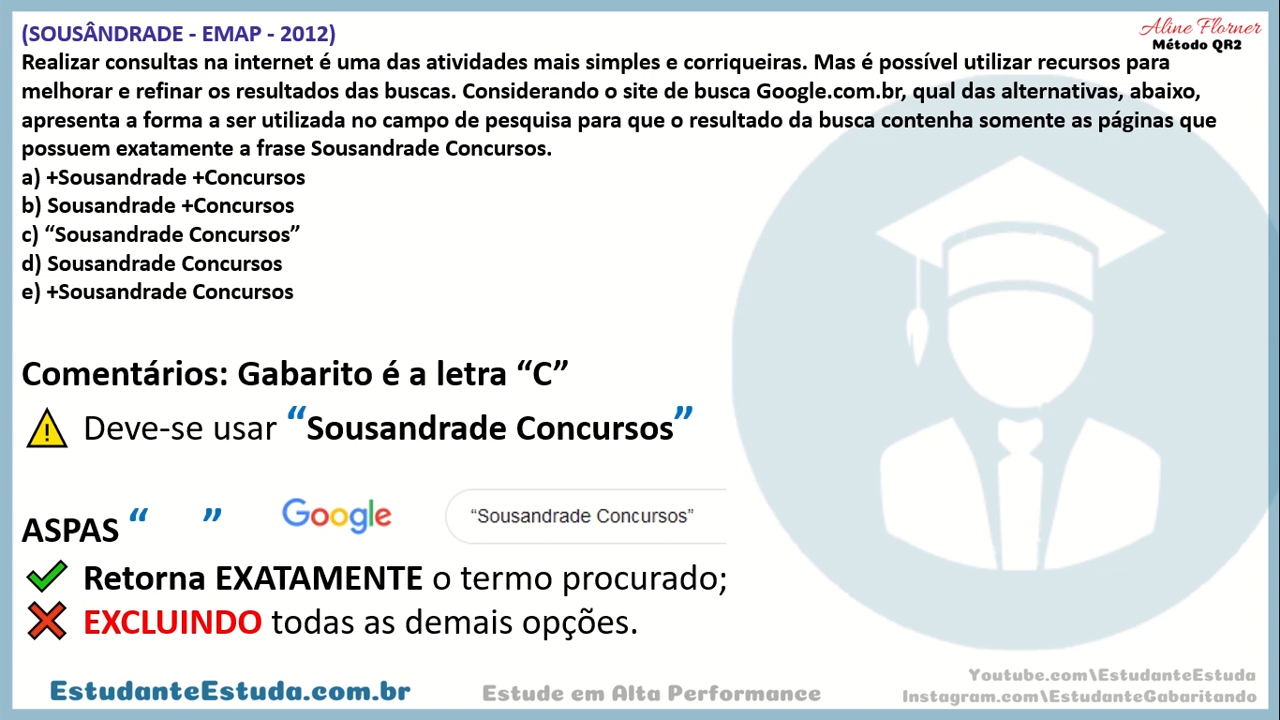 (SOUSÂNDRADE - EMAP - 2012)
Aline Florner
Método QR2
Realizar consultas na internet é uma das atividades mais simples e corriqueiras. Mas é possível utilizar recursos para
melhorar e refinar os resultados das buscas. Considerando o site de busca Google.com.br, qual das alternativas, abaixo,
apresenta a forma a ser utilizada no campo de pesquisa para que o resultado da busca contenha somente as páginas que
possuem exatamente a frase Sousandrade Concursos.
a) +Sousandrade +Concursos
b) Sousandrade +Concursos
c) “Sousandrade Concursos”
d) Sousandrade Concursos
e) +Sousandrade Concursos
Comentários: Gabarito é a letra “C”
Deve-se usar “Sousandrade Concursos”
ASPAS “ ” Google “Sousandrade Concursos”
Retorna EXATAMENTE o termo procurado;
EXCLUINDO todas as demais opções.
EstudanteEstuda.com.br
Estude em Alta Performance
Youtube.com\EstudanteEstuda
Instagram.com\EstudanteGabaritando